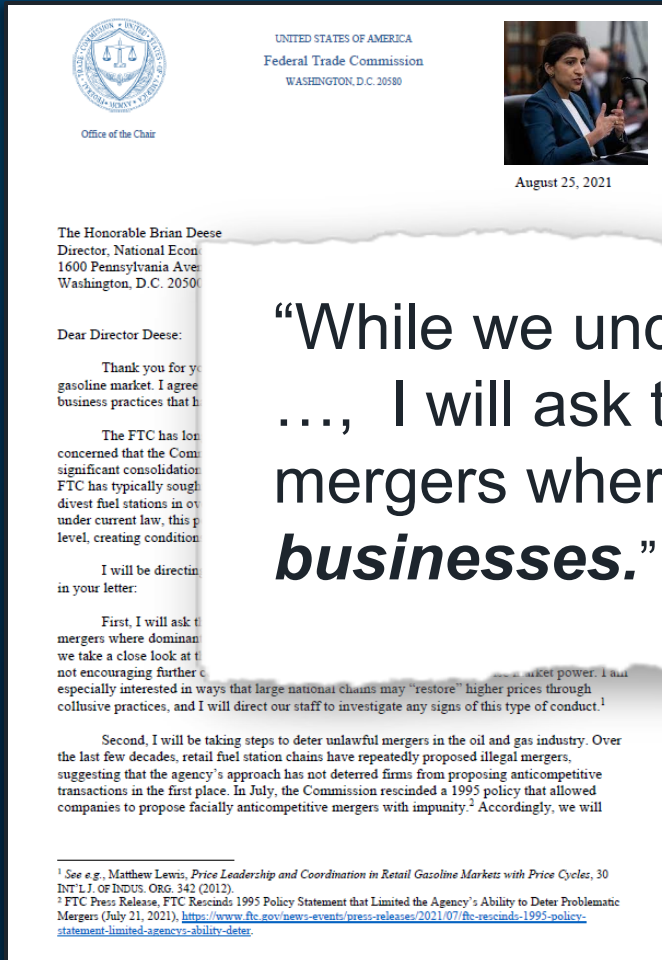 FEDERAL TRADE COMMISSION • UNITED STATES OF AMERICA
UNITED STATES OF AMERICA
Federal Trade Commission
WASHINGTON, D.C. 20580
Office of the Chair
August 25, 2021
The Honorable Brian Deese
Director, National Econ
1600 Pennsylvania Ave
Washington, D.C. 20500
Dear Director Deese:
Thank you for yo
gasoline market. I agree
business practices that h
The FTC has lon
concerned that the Com
significant consolidation
FTC has typically sough
divest fuel stations in ov
under current law, this p
level, creating condition
I will be directin
in your letter:
First, I will ask t
mergers where dominan
we take a close look at t
not encouraging further c market power. I am
especially interested in ways that large national chains may “restore” higher prices through
collusive practices, and I will direct our staff to investigate any signs of this type of conduct.1
“While we und
…, I will ask t
mergers wher
businesses.”
Second, I will be taking steps to deter unlawful mergers in the oil and gas industry. Over
the last few decades, retail fuel station chains have repeatedly proposed illegal mergers,
suggesting that the agency’s approach has not deterred firms from proposing anticompetitive
transactions in the first place. In July, the Commission rescinded a 1995 policy that allowed
companies to propose facially anticompetitive mergers with impunity.2 Accordingly, we will
1 See e.g., Matthew Lewis, Price Leadership and Coordination in Retail Gasoline Markets with Price Cycles, 30
INT’L J. OF INDUS. ORG. 342 (2012).
2 FTC Press Release, FTC Rescinds 1995 Policy Statement that Limited the Agency’s Ability to Deter Problematic
Mergers (July 21, 2021), https://www.ftc.gov/news-events/press-releases/2021/07/ftc-rescinds-1995-policy-
statement-limited-agencys-ability-deter.